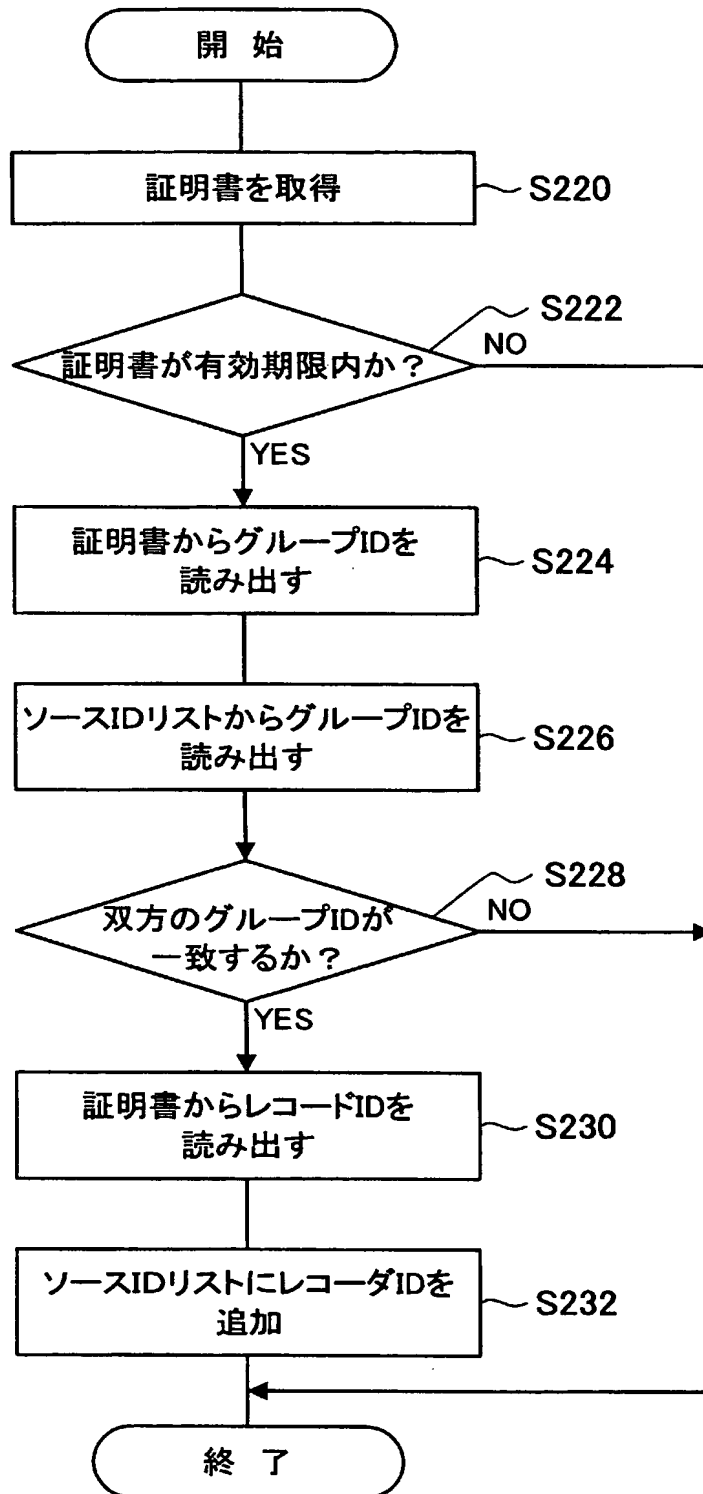 開 始
証明書を取得
S220
S222
証明書が有効期限内か？
NO
YES
証明書からグループIDを
読み出す
S224
ソースIDリストからグループIDを
読み出す
S226
S228
双方のグループIDが
一致するか？
NO
YES
証明書からレコードIDを
読み出す
S230
ソースIDリストにレコーダIDを
追加
S232
終 了